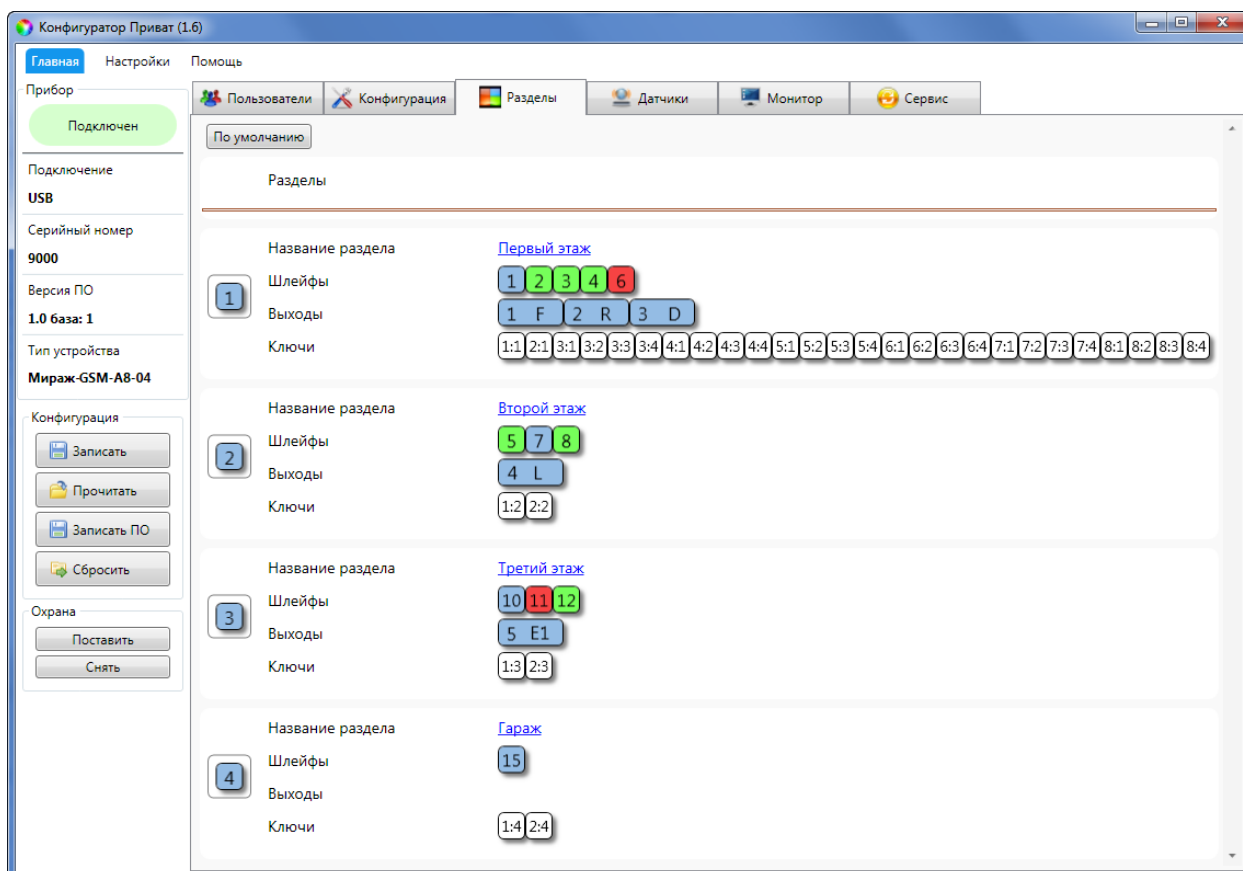 Конфигуратор Приват (1.6)
Главная Настройки Помощь
Прибор
Подключен
Подключение
USB
Серийный номер
9000
Версия ПО
1.0 база: 1
Тип устройства
Мираж-GSM-A8-04
Конфигурация
Записать
Прочитать
Записать ПО
Сбросить
Охрана
Поставить
Снять
Пользователи Конфигурация Разделы Датчики Монитор Сервис
По умолчанию
Разделы
1
Название раздела Первый этаж
Шлейфы 1 2 3 4 6
Выходы 1 F 2 R 3 D
Ключи 1:1 2:1 3:1 3:2 3:3 3:4 4:1 4:2 4:3 4:4 5:1 5:2 5:3 5:4 6:1 6:2 6:3 6:4 7:1 7:2 7:3 7:4 8:1 8:2 8:3 8:4
2
Название раздела Второй этаж
Шлейфы 5 7 8
Выходы 4 L
Ключи 1:2 2:2
3
Название раздела Третий этаж
Шлейфы 10 11 12
Выходы 5 E1
Ключи 1:3 2:3
4
Название раздела Гараж
Шлейфы 15
Выходы
Ключи 1:4 2:4